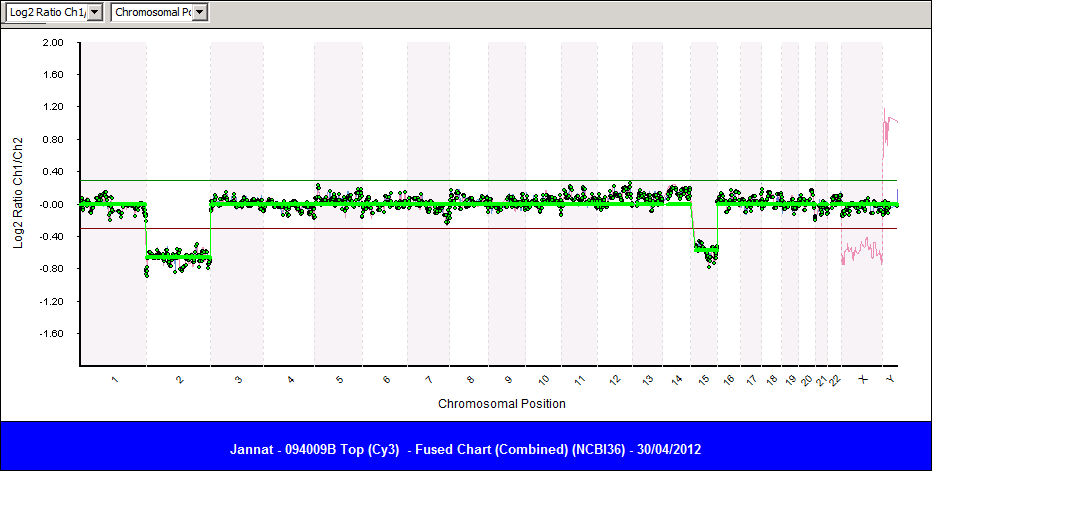 Log2 Ratio Ch1/ Chromosomal Po
2.00
1.60
1.20
0.80
0.40
-0.00
-0.40
-0.80
-1.20
-1.60
Log2 Ratio Ch1/Ch2
1 2 3 4 5 6 7 8 9 10 11 12 13 14 15 16 17 18 19 20 21 22 X Y
Chromosomal Position
Jannat - 094009B Top (Cy3) - Fused Chart (Combined) (NCBI36) - 30/04/2012